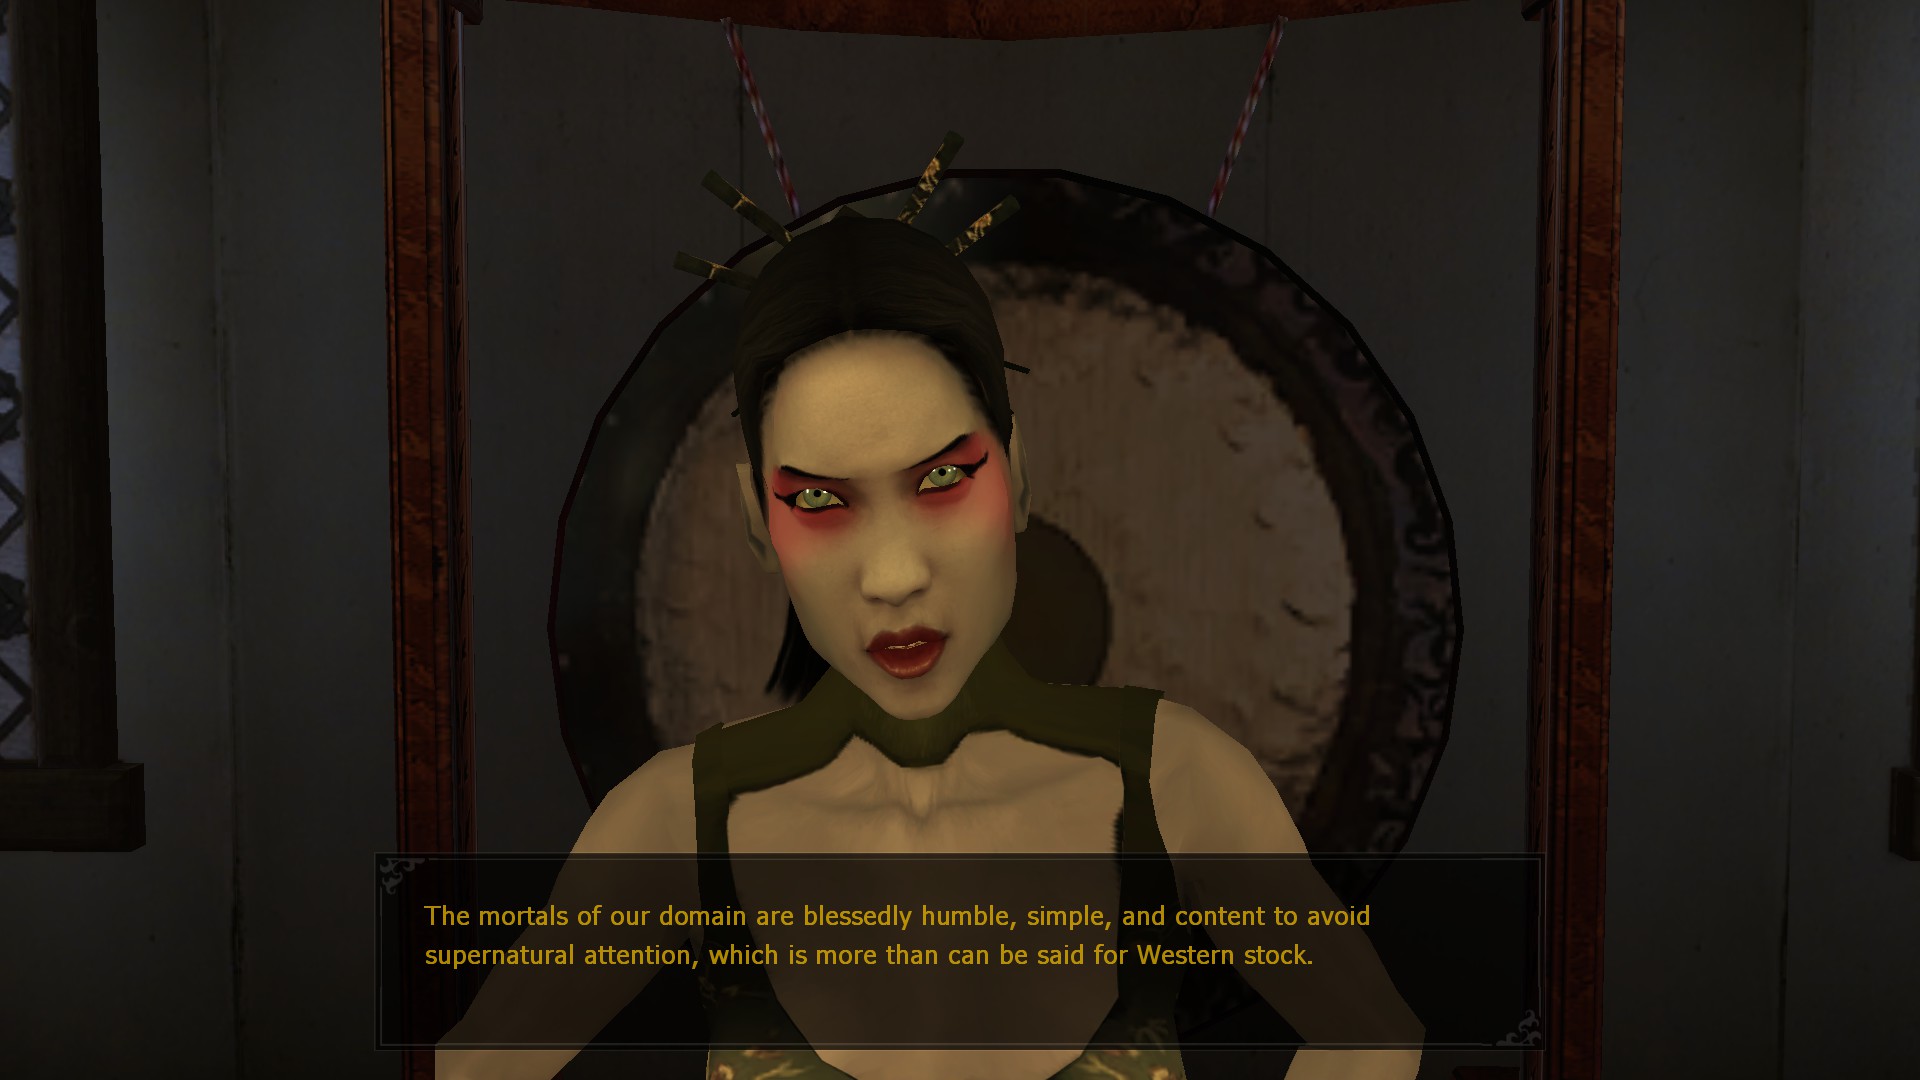 The mortals of our domain are blessedly humble, simple, and content to avoid
supernatural attention, which is more than can be said for Western stock.